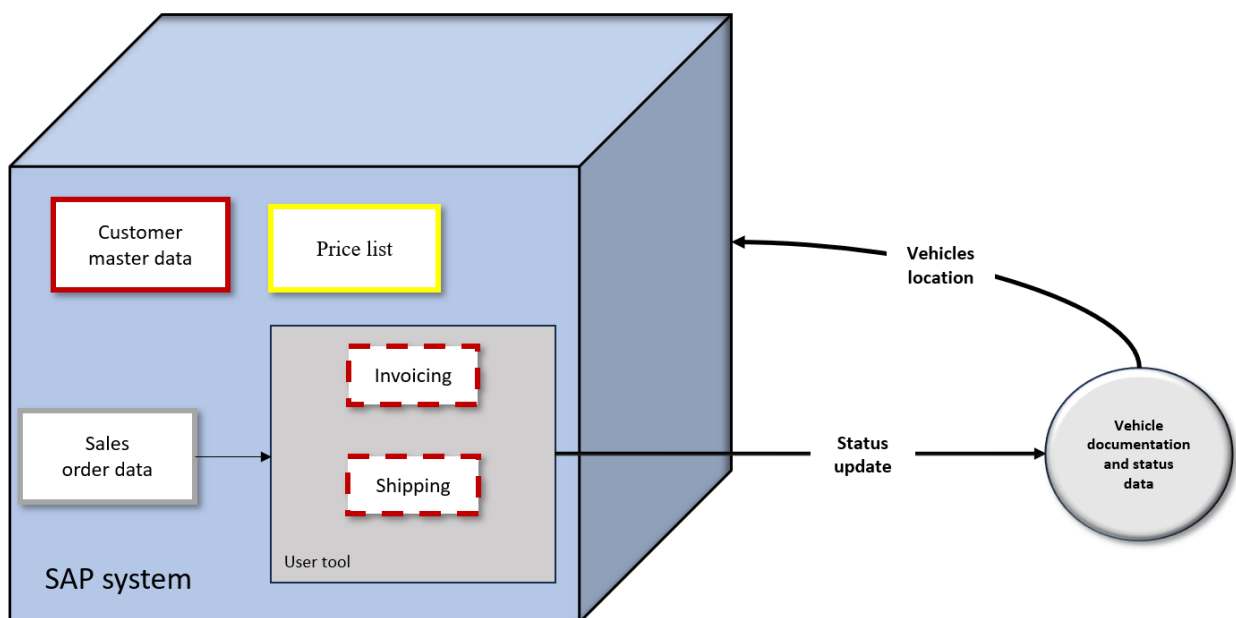 Customer
master data
Price list
Vehicles
location
Invoicing
Sales
order data
Shipping
Status
update
Vehicle
documentation
and status
data
User tool
SAP system